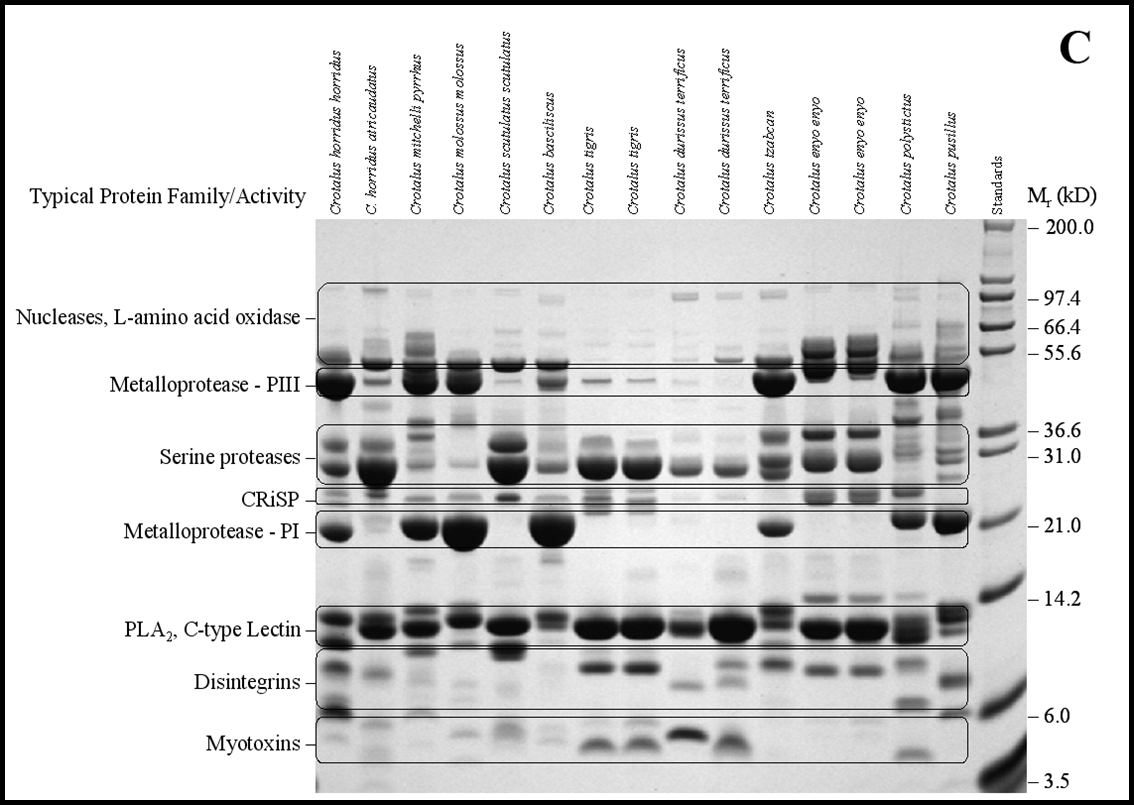 C
Crotalus horridus horridus
C. horridus atricaudatus
Crotalus mitchelli pyrrhus
Crotalus molossus molossus
Crotalus scutulatus scutulatus
Crotalus basciliscus
Crotalus tigris
Crotalus tigris
Crotalus durissus terrificus
Crotalus durissus terrificus
Crotalus tzabcan
Crotalus enyo enyo
Crotalus enyo enyo
Crotalus polystictus
Crotalus pusillus
Standards
Typical Protein Family/Activity
Mr (kD)
200.0
Nucleases, L-amino acid oxidase
97.4
66.4
55.6
Metalloprotease - PIII
36.6
Serine proteases
31.0
CRiSP
Metalloprotease - PI
21.0
14.2
PLA2, C-type Lectin
Disintegrins
6.0
Myotoxins
3.5